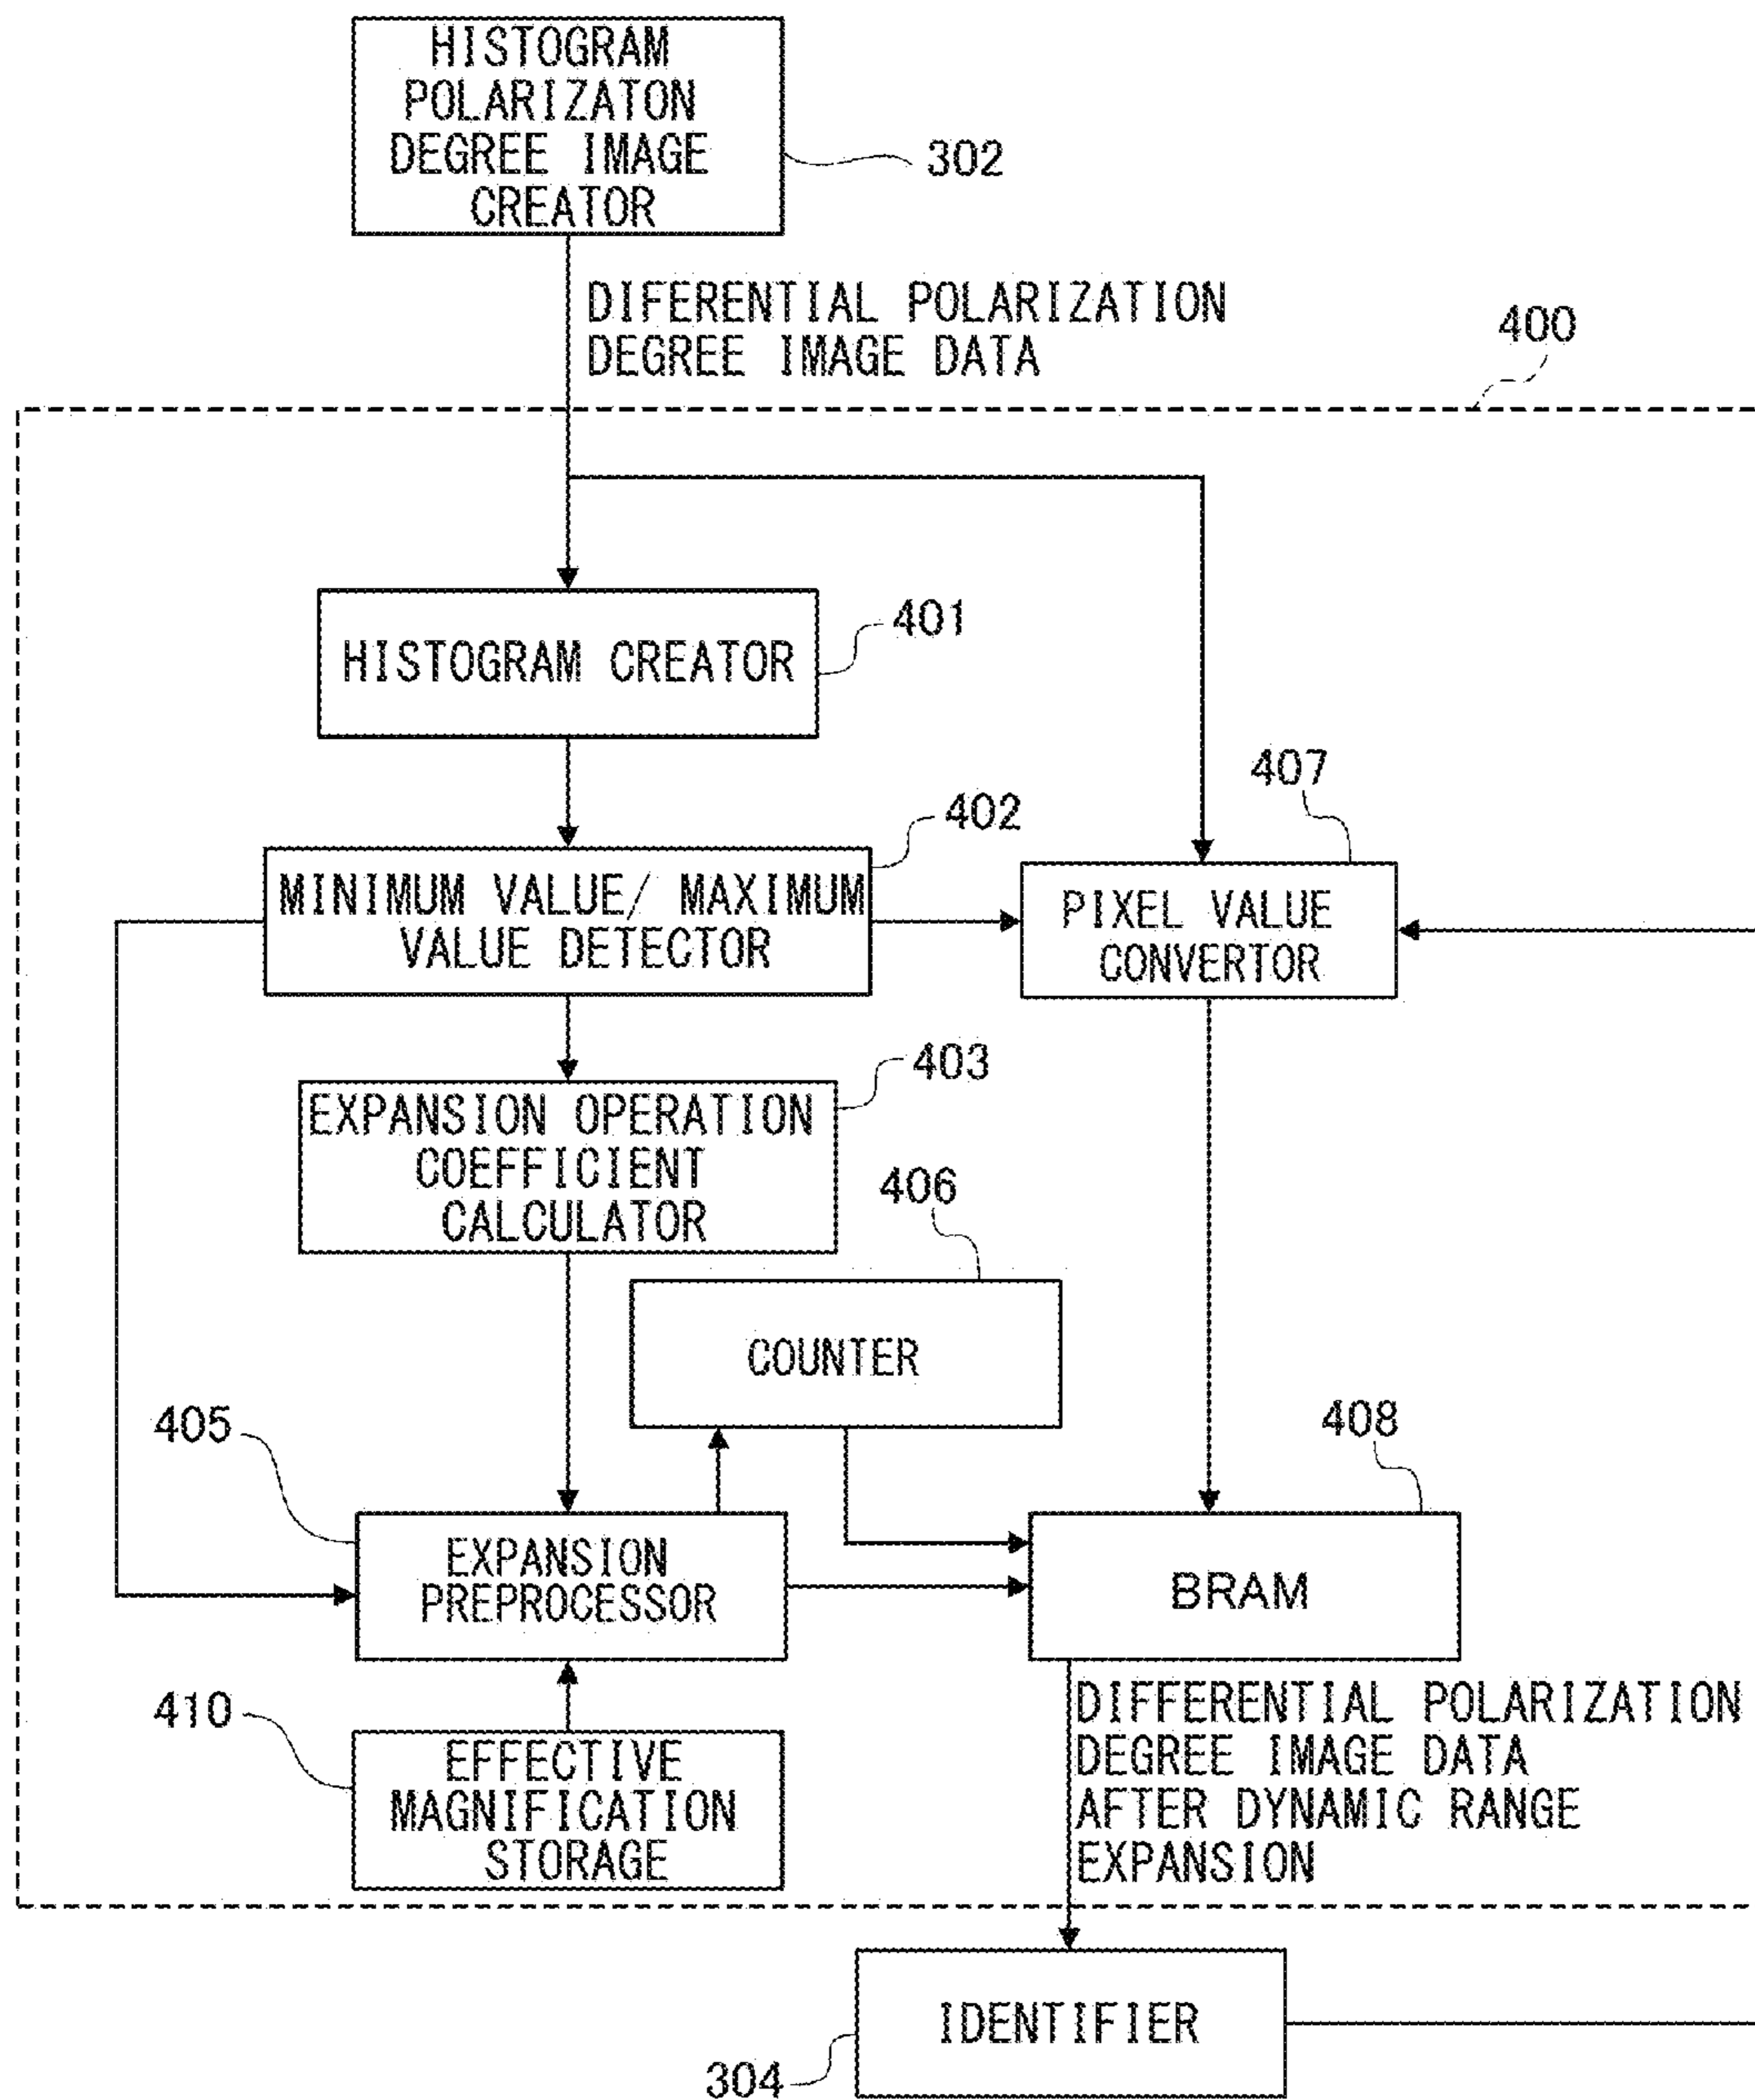 HISTOGRAM
POLARIZATON
DEGREE IMAGE
CREATOR
302
DIFERENTIAL POLARIZATION
DEGREE IMAGE DATA
400
HISTOGRAM CREATOR
401
402
MINIMUM VALUE/ MAXIMUM
VALUE DETECTOR
407
PIXEL VALUE
CONVERTOR
403
EXPANSION OPERATION
COEFFICIENT
CALCULATOR
406
COUNTER
405
EXPANSION
PREPROCESSOR
408
BRAM
410
EFFECTIVE
MAGNIFICATION
STORAGE
DIFFERENTIAL POLARIZATION
DEGREE IMAGE DATA
AFTER DYNAMIC RANGE
EXPANSION
IDENTIFIER
304